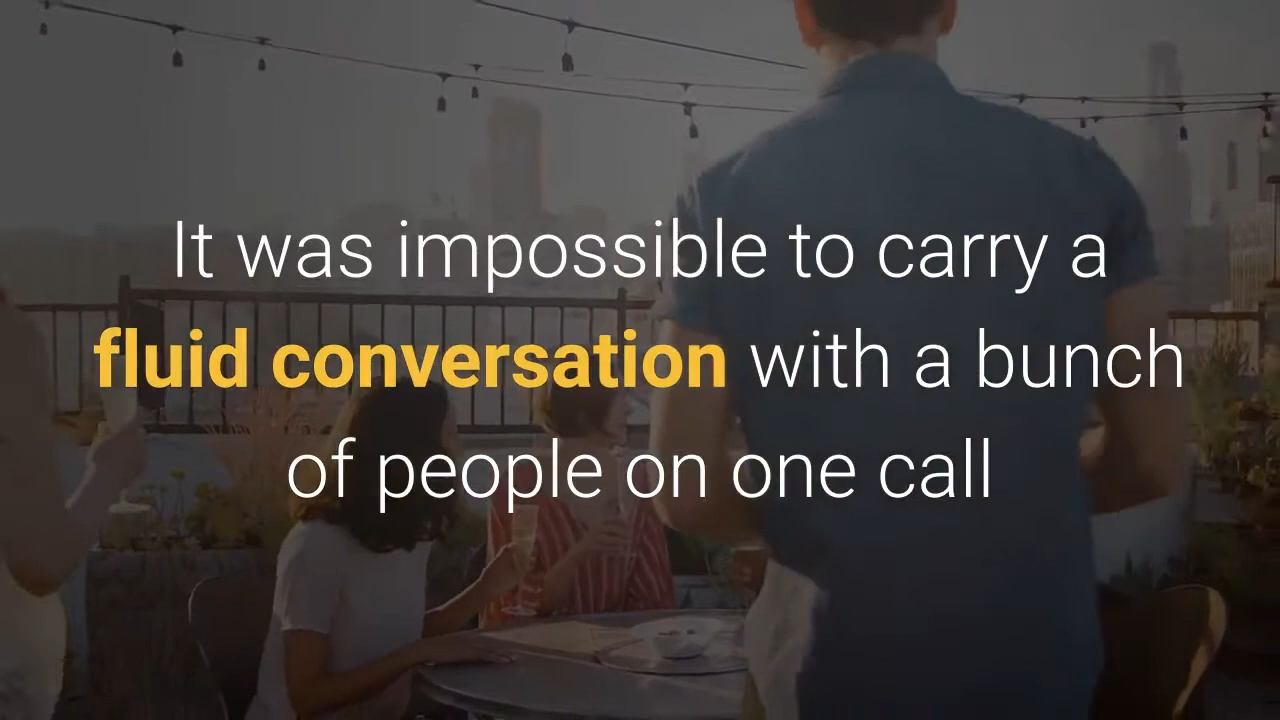 It was impossible to carry a
fluid conversation with a bunch
of people on one call